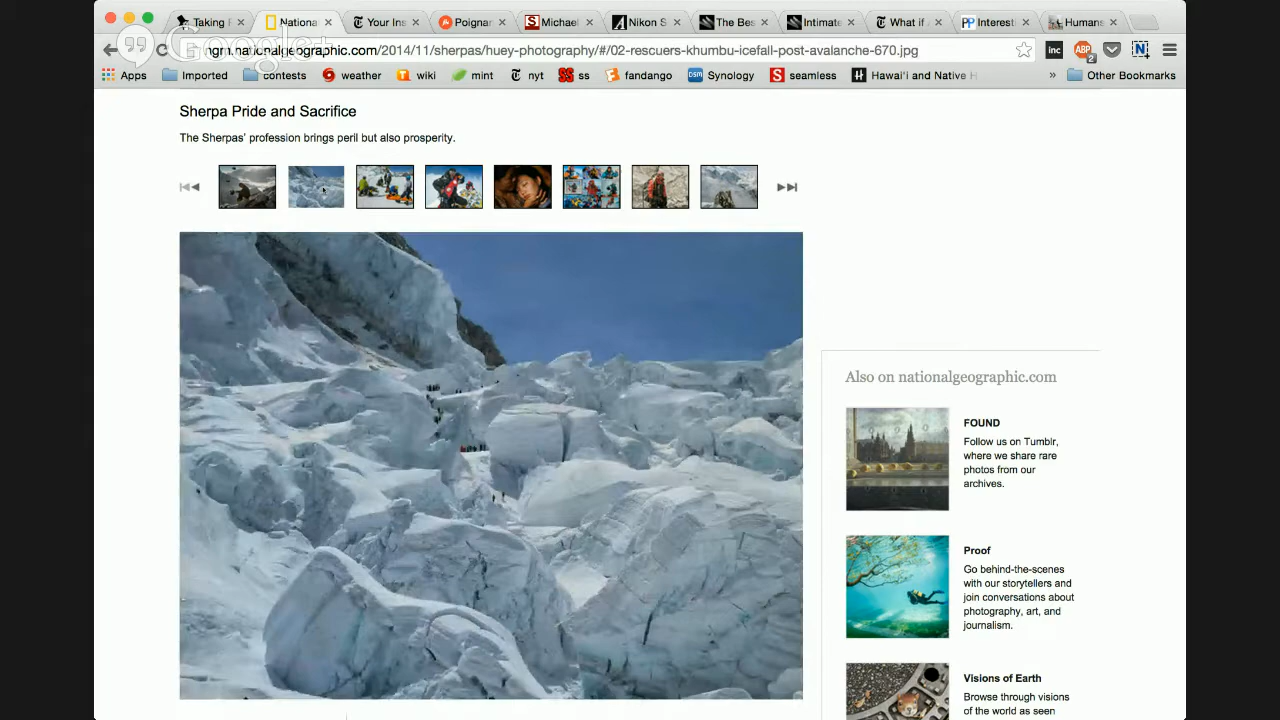 Taking F
Nationa
Your Ins
Poignar
Michael
Nikon S
The Bes
Intimate
What if
Interest
Humans
Google+
ngm.nationalgeographic.com/2014/11/sherpas/huey-photography/#/02-rescuers-khumbu-icefall-post-avalanche-670.jpg
inc
ABP
2
N
Apps
Imported
contests
weather
wiki
mint
nyt
ss
fandango
DSM
Synology
S
seamless
H
Hawai'i and Native H
»
Other Bookmarks
Sherpa Pride and Sacrifice
The Sherpas' profession brings peril but also prosperity.
Also on nationalgeographic.com
FOUND
Follow us on Tumblr,
where we share rare
photos from our
archives.
Proof
Go behind-the-scenes
with our storytellers and
join conversations about
photography, art, and
journalism.
Visions of Earth
Browse through visions
of the world as seen